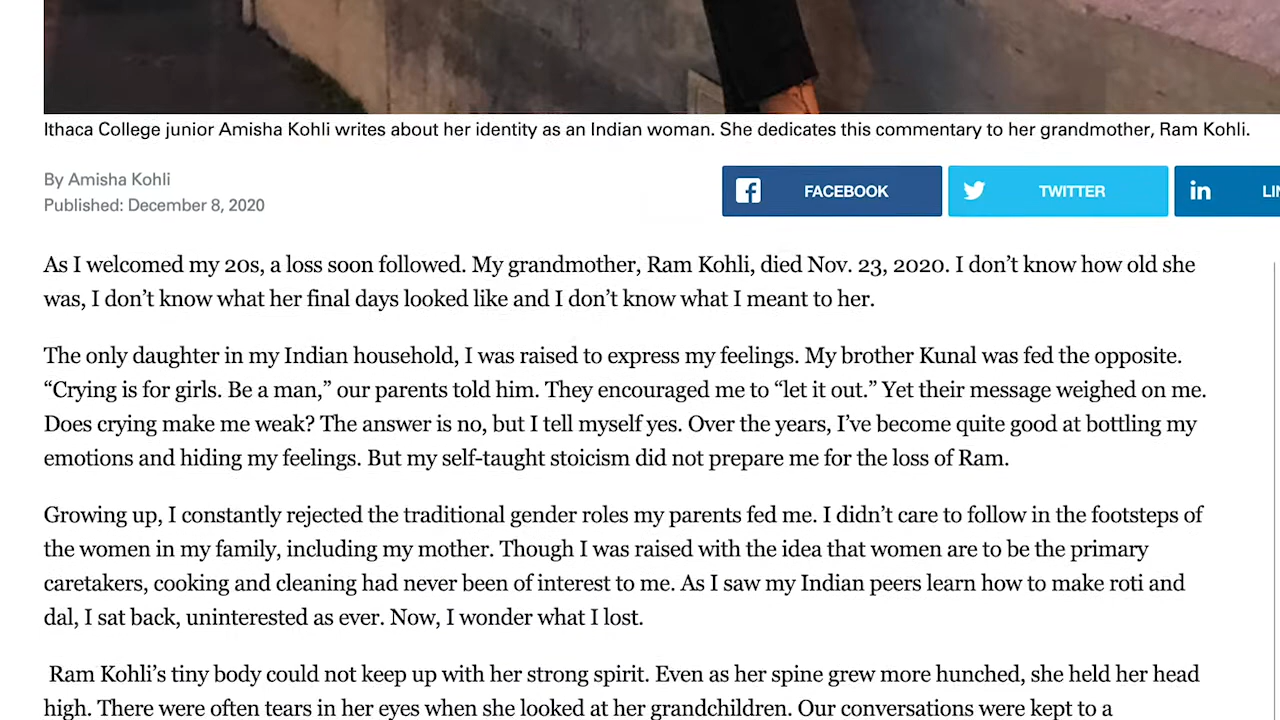 Ithaca College junior Amisha Kohli writes about her identity as an Indian woman. She dedicates this commentary to her grandmother, Ram Kohli.
By Amisha Kohli
Published: December 8, 2020
FACEBOOK
TWITTER
in LIN
As I welcomed my 20s, a loss soon followed. My grandmother, Ram Kohli, died Nov. 23, 2020. I don’t know how old she
was, I don’t know what her final days looked like and I don’t know what I meant to her.
The only daughter in my Indian household, I was raised to express my feelings. My brother Kunal was fed the opposite.
“Crying is for girls. Be a man,” our parents told him. They encouraged me to “let it out.” Yet their message weighed on me.
Does crying make me weak? The answer is no, but I tell myself yes. Over the years, I’ve become quite good at bottling my
emotions and hiding my feelings. But my self-taught stoicism did not prepare me for the loss of Ram.
Growing up, I constantly rejected the traditional gender roles my parents fed me. I didn’t care to follow in the footsteps of
the women in my family, including my mother. Though I was raised with the idea that women are to be the primary
caretakers, cooking and cleaning had never been of interest to me. As I saw my Indian peers learn how to make roti and
dal, I sat back, uninterested as ever. Now, I wonder what I lost.
Ram Kohli’s tiny body could not keep up with her strong spirit. Even as her spine grew more hunched, she held her head
high. There were often tears in her eyes when she looked at her grandchildren. Our conversations were kept to a